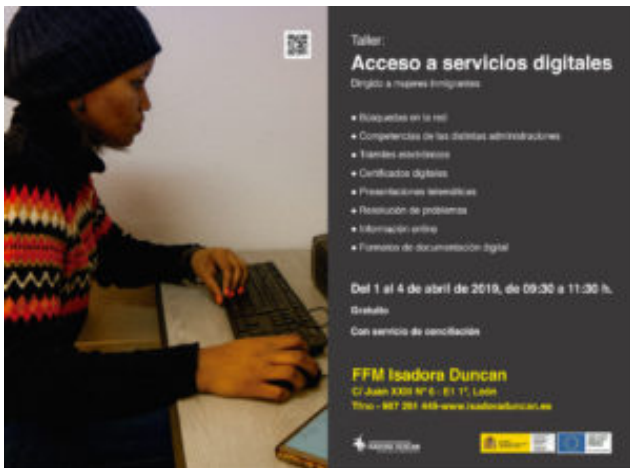 Taller:
Acceso a servicios digitales
Dirigido a mujeres inmigrantes
• Búsquedas en la red
• Competencias de las distintas administraciones
• Trámites electrónicos
• Certificados digitales
• Presentaciones telemáticas
• Resolución de problemas
• Información online
• Formatos de documentación digital
Del 1 al 4 de abril de 2019, de 09:30 a 11:30 h.
Gratuito
Con servicio de conciliación
FFM Isadora Duncan
C/ Juan XXIII Nº 6 - E1 1º, León
Tfno - 987 261 449-www.isadoraduncan.es